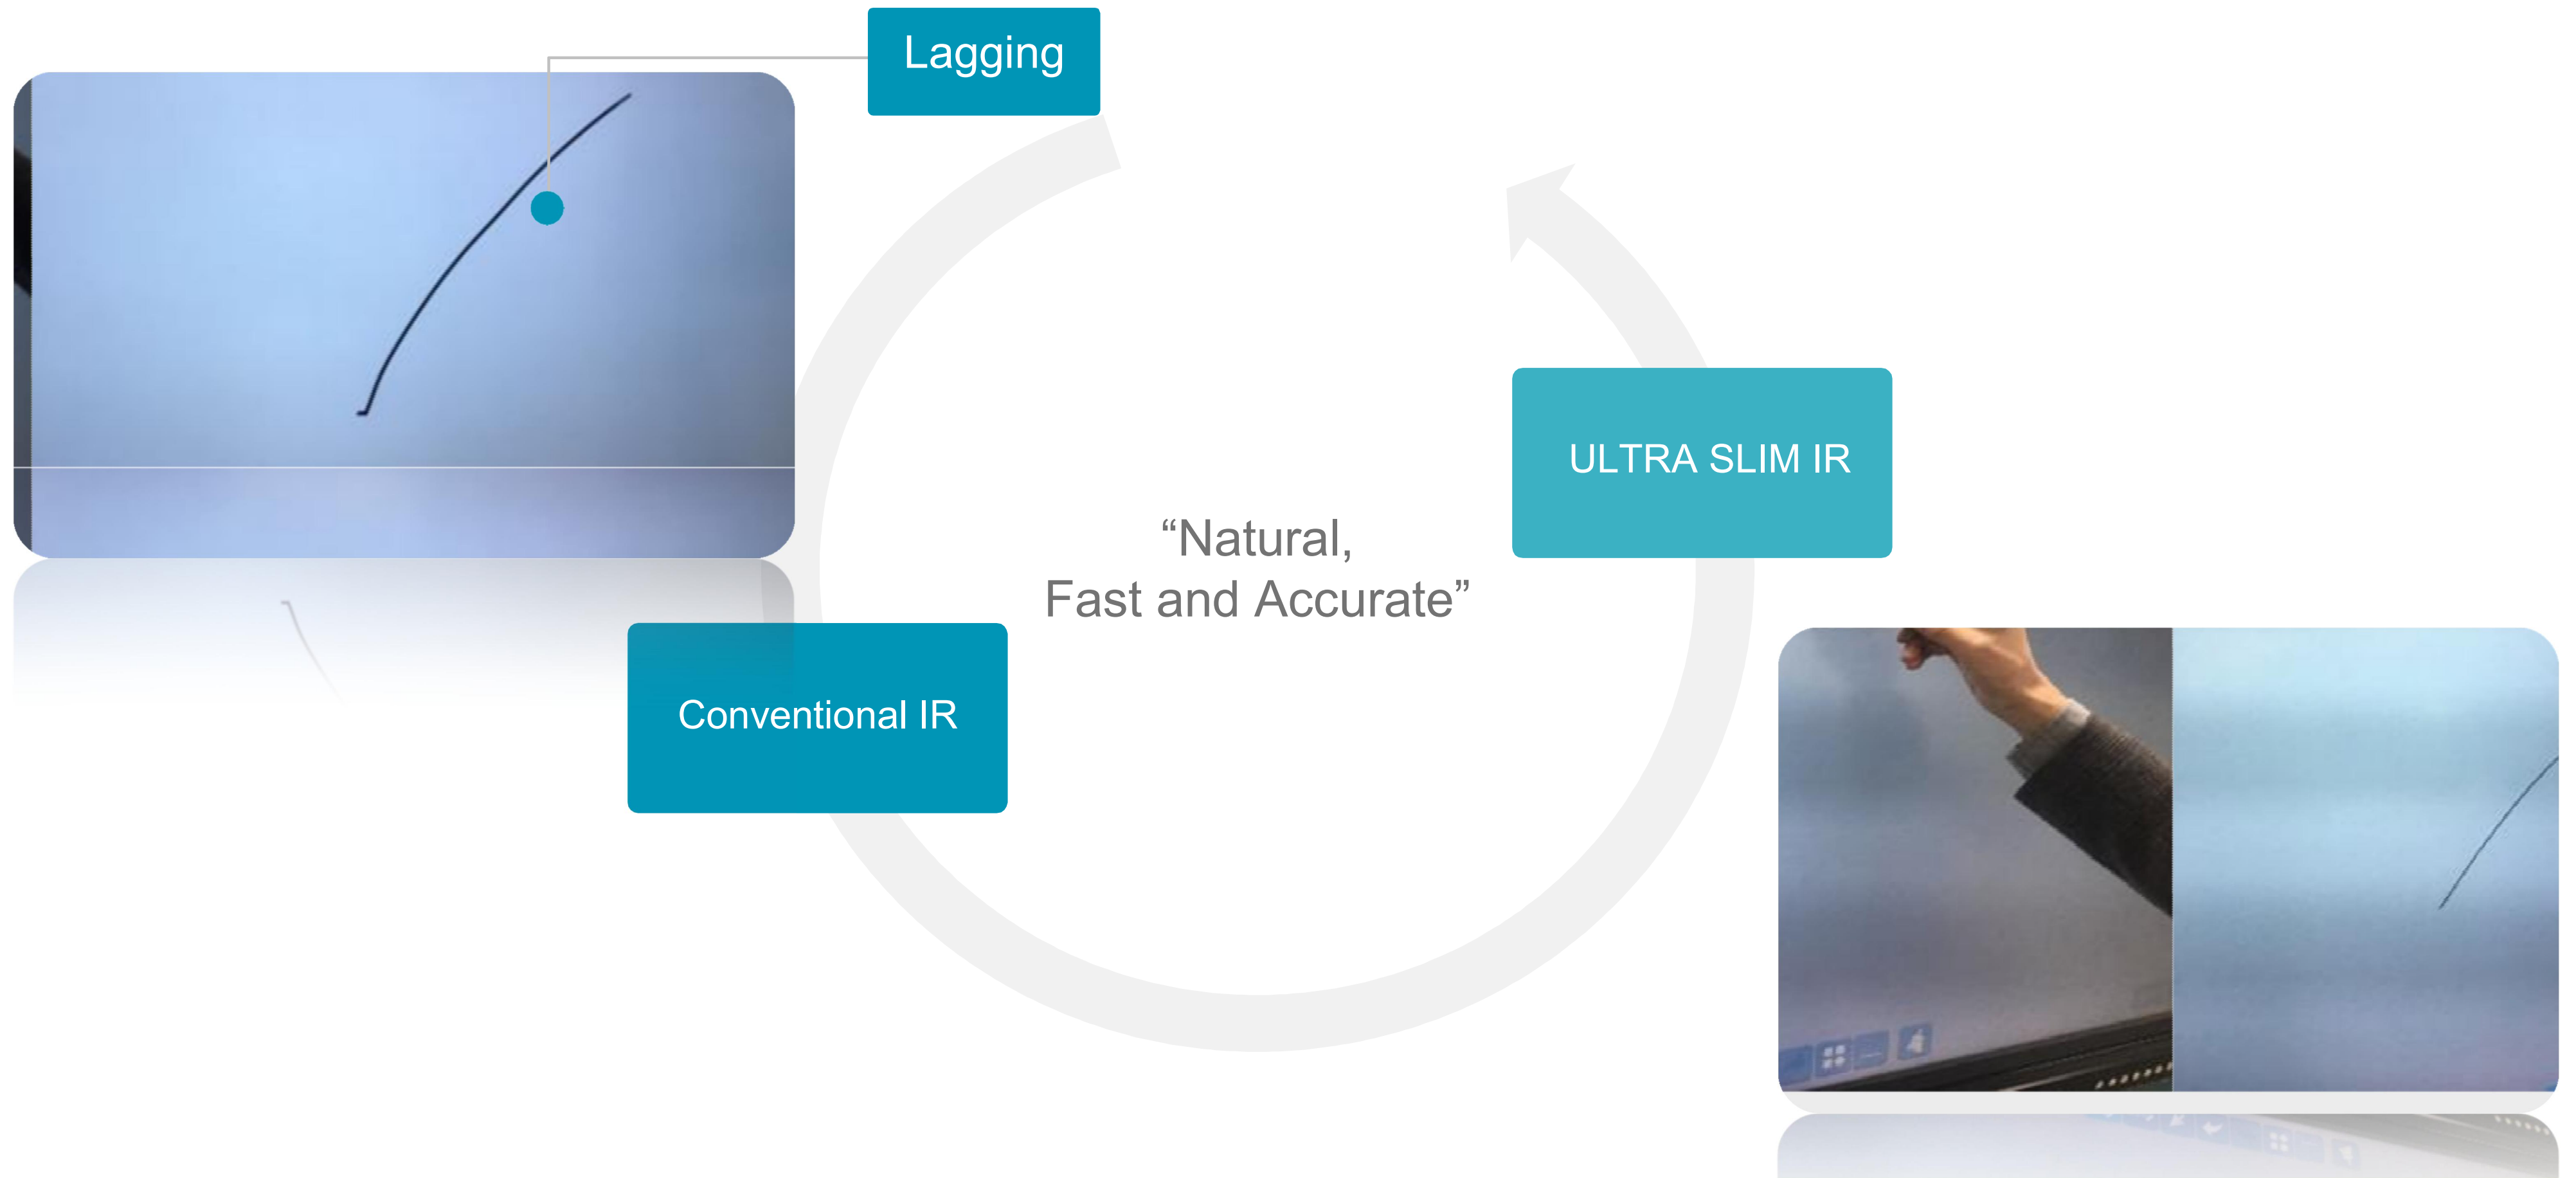 Lagging
ULTRA SLIM IR
“Natural,
Fast and Accurate”
Conventional IR